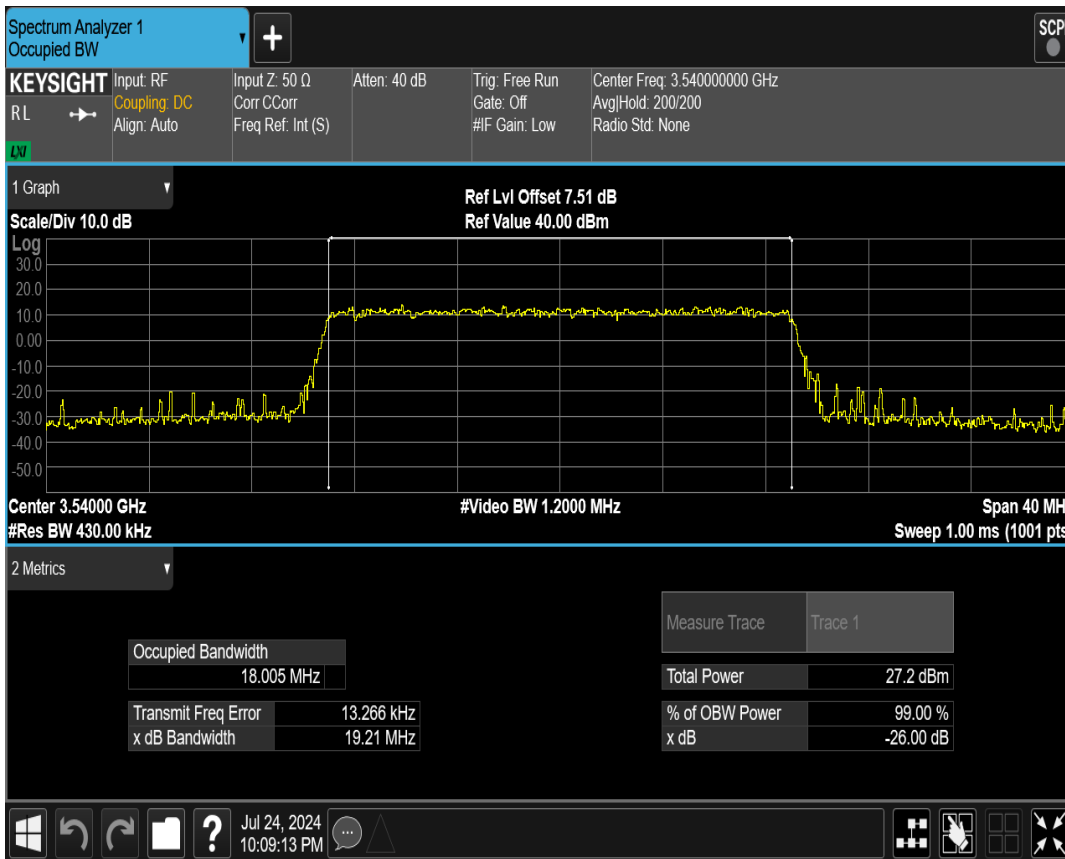 Spectrum Analyzer 1
Occupied BW
+
SCP
KEYSIGHT
RL
LXI
Input: RF
Coupling: DC
Align: Auto
Input Z: 50 Ω
Corr CCorr
Freq Ref: Int (S)
Atten: 40 dB
Trig: Free Run
Gate: Off
#IF Gain: Low
Center Freq: 3.540000000 GHz
Avg|Hold: 200/200
Radio Std: None
1 Graph
Scale/Div 10.0 dB
Ref Lvl Offset 7.51 dB
Ref Value 40.00 dBm
Log
30.0
20.0
10.0
0.00
-10.0
-20.0
-30.0
-40.0
-50.0
Center 3.54000 GHz
#Res BW 430.00 kHz
#Video BW 1.2000 MHz
Span 40 MH
Sweep 1.00 ms (1001 pts
2 Metrics
Measure Trace Trace 1
Occupied Bandwidth
18.005 MHz
Total Power 27.2 dBm
Transmit Freq Error 13.266 kHz
% of OBW Power 99.00 %
x dB Bandwidth 19.21 MHz
x dB -26.00 dB
?
Jul 24, 2024
10:09:13 PM